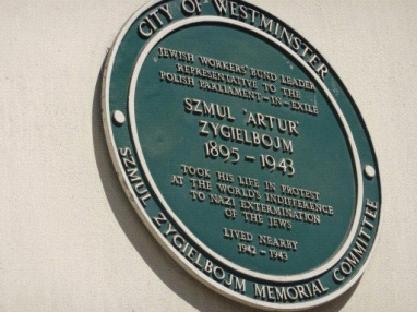 CITY OF WESTMINSTER
JEWISH WORKERS' BUND LEADER
REPRESENTATIVE TO THE
POLISH PARLIAMENT-IN-EXILE
SZMUL 'ARTUR'
ZYGIELBOJM
1895 - 1943
TOOK HIS LIFE IN PROTEST
AT THE WORLD'S INDIFFERENCE
TO NAZI EXTERMINATION
OF THE JEWS
LIVED NEARBY
1942 - 1943
SZMUL ZYGIELBOJM MEMORIAL COMMITTEE